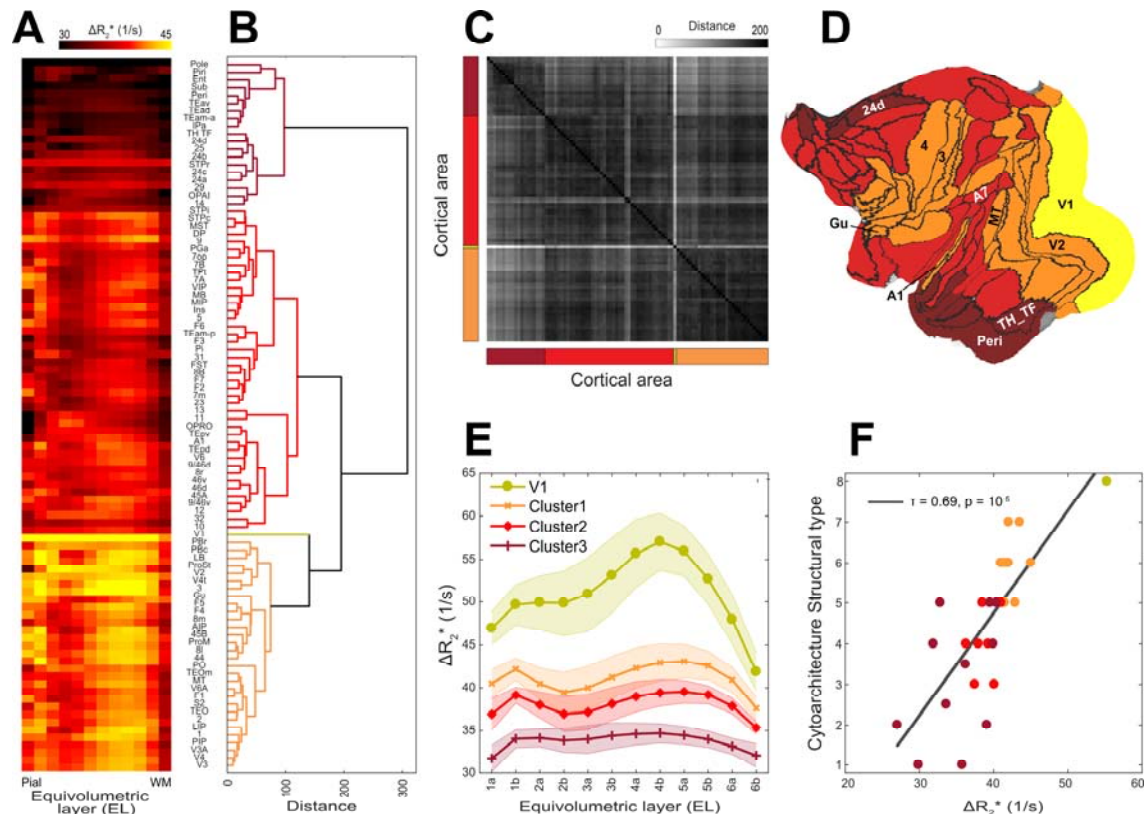 A
ΔR2* (1/s)
30
45
Pial
WM
Equivolumetric
layer (EL)
B
Pole
Piri
Ent
Sub
Peri
TEav
TEad
TEam-a
IPa
TH_TF
24d
25
24b
STPr
24c
24a
29
OPAI
14
STPi
STPc
MST
DP
PGa
7op
7B
TPt
7A
VIP
MB
MIP
Ins
5
F6
TEam-p
F3
Pi
31
FST
8B
F7
F2
7m
23
13
11
OPRO
TEpv
A1
TEpd
V6
9/46d
8r
46v
46d
45A
9/46v
12
32
10
V1
PBr
PBc
LB
ProSt
V2
V4t
3
Gu
F5
F4
8m
AIP
45B
ProM
8l
44
PO
TEOm
MT
V6A
F1
S2
TEO
2
LIP
1
PIP
V3A
V4
V3
0
100
200
300
Distance
C
Distance
0
200
Cortical area
Cortical area
D
24d
4
3
A7
MT
V1
Gu
V2
A1
TH_TF
Peri
E
65
60
55
50
45
40
35
30
ΔR2* (1/s)
V1
Cluster1
Cluster2
Cluster3
1a
1b
2a
2b
3a
3b
4a
4b
5a
5b
6a
6b
Equivolumetric layer (EL)
F
8
7
6
5
4
3
2
1
Cytoarchitecture Structural type
τ = 0.69, p = 10
20
30
40
50
60
ΔR2* (1/s)